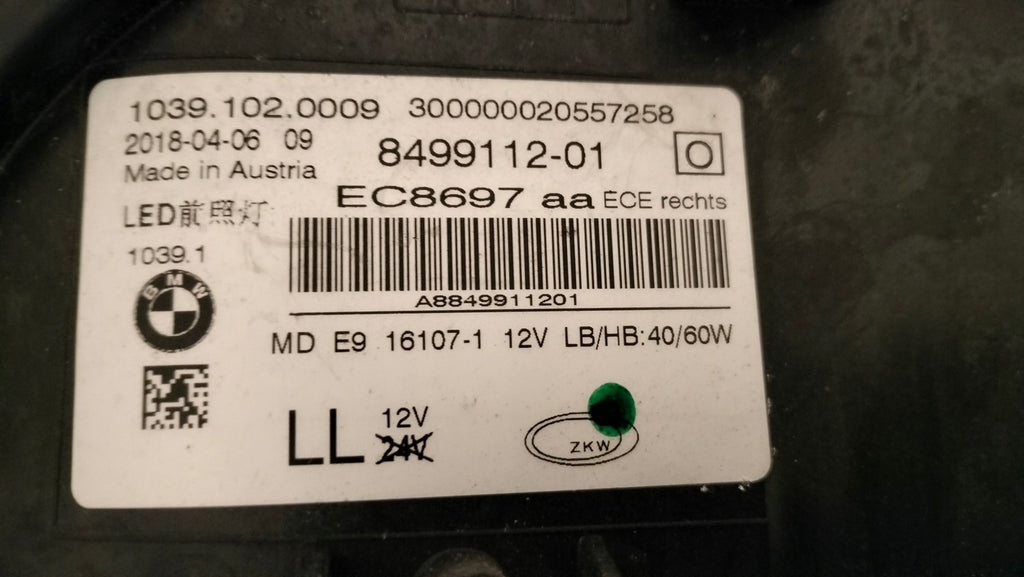 1039.102.0009 300000020557258
2018-04-06 09
8499112-01 O
Made in Austria
EC8697 aa ECE rechts
LED前照灯
1039.1
BMW
A8849911201
MD E9 16107-1 12V LB/HB:40/60W
LL 12V
24V
ZKW